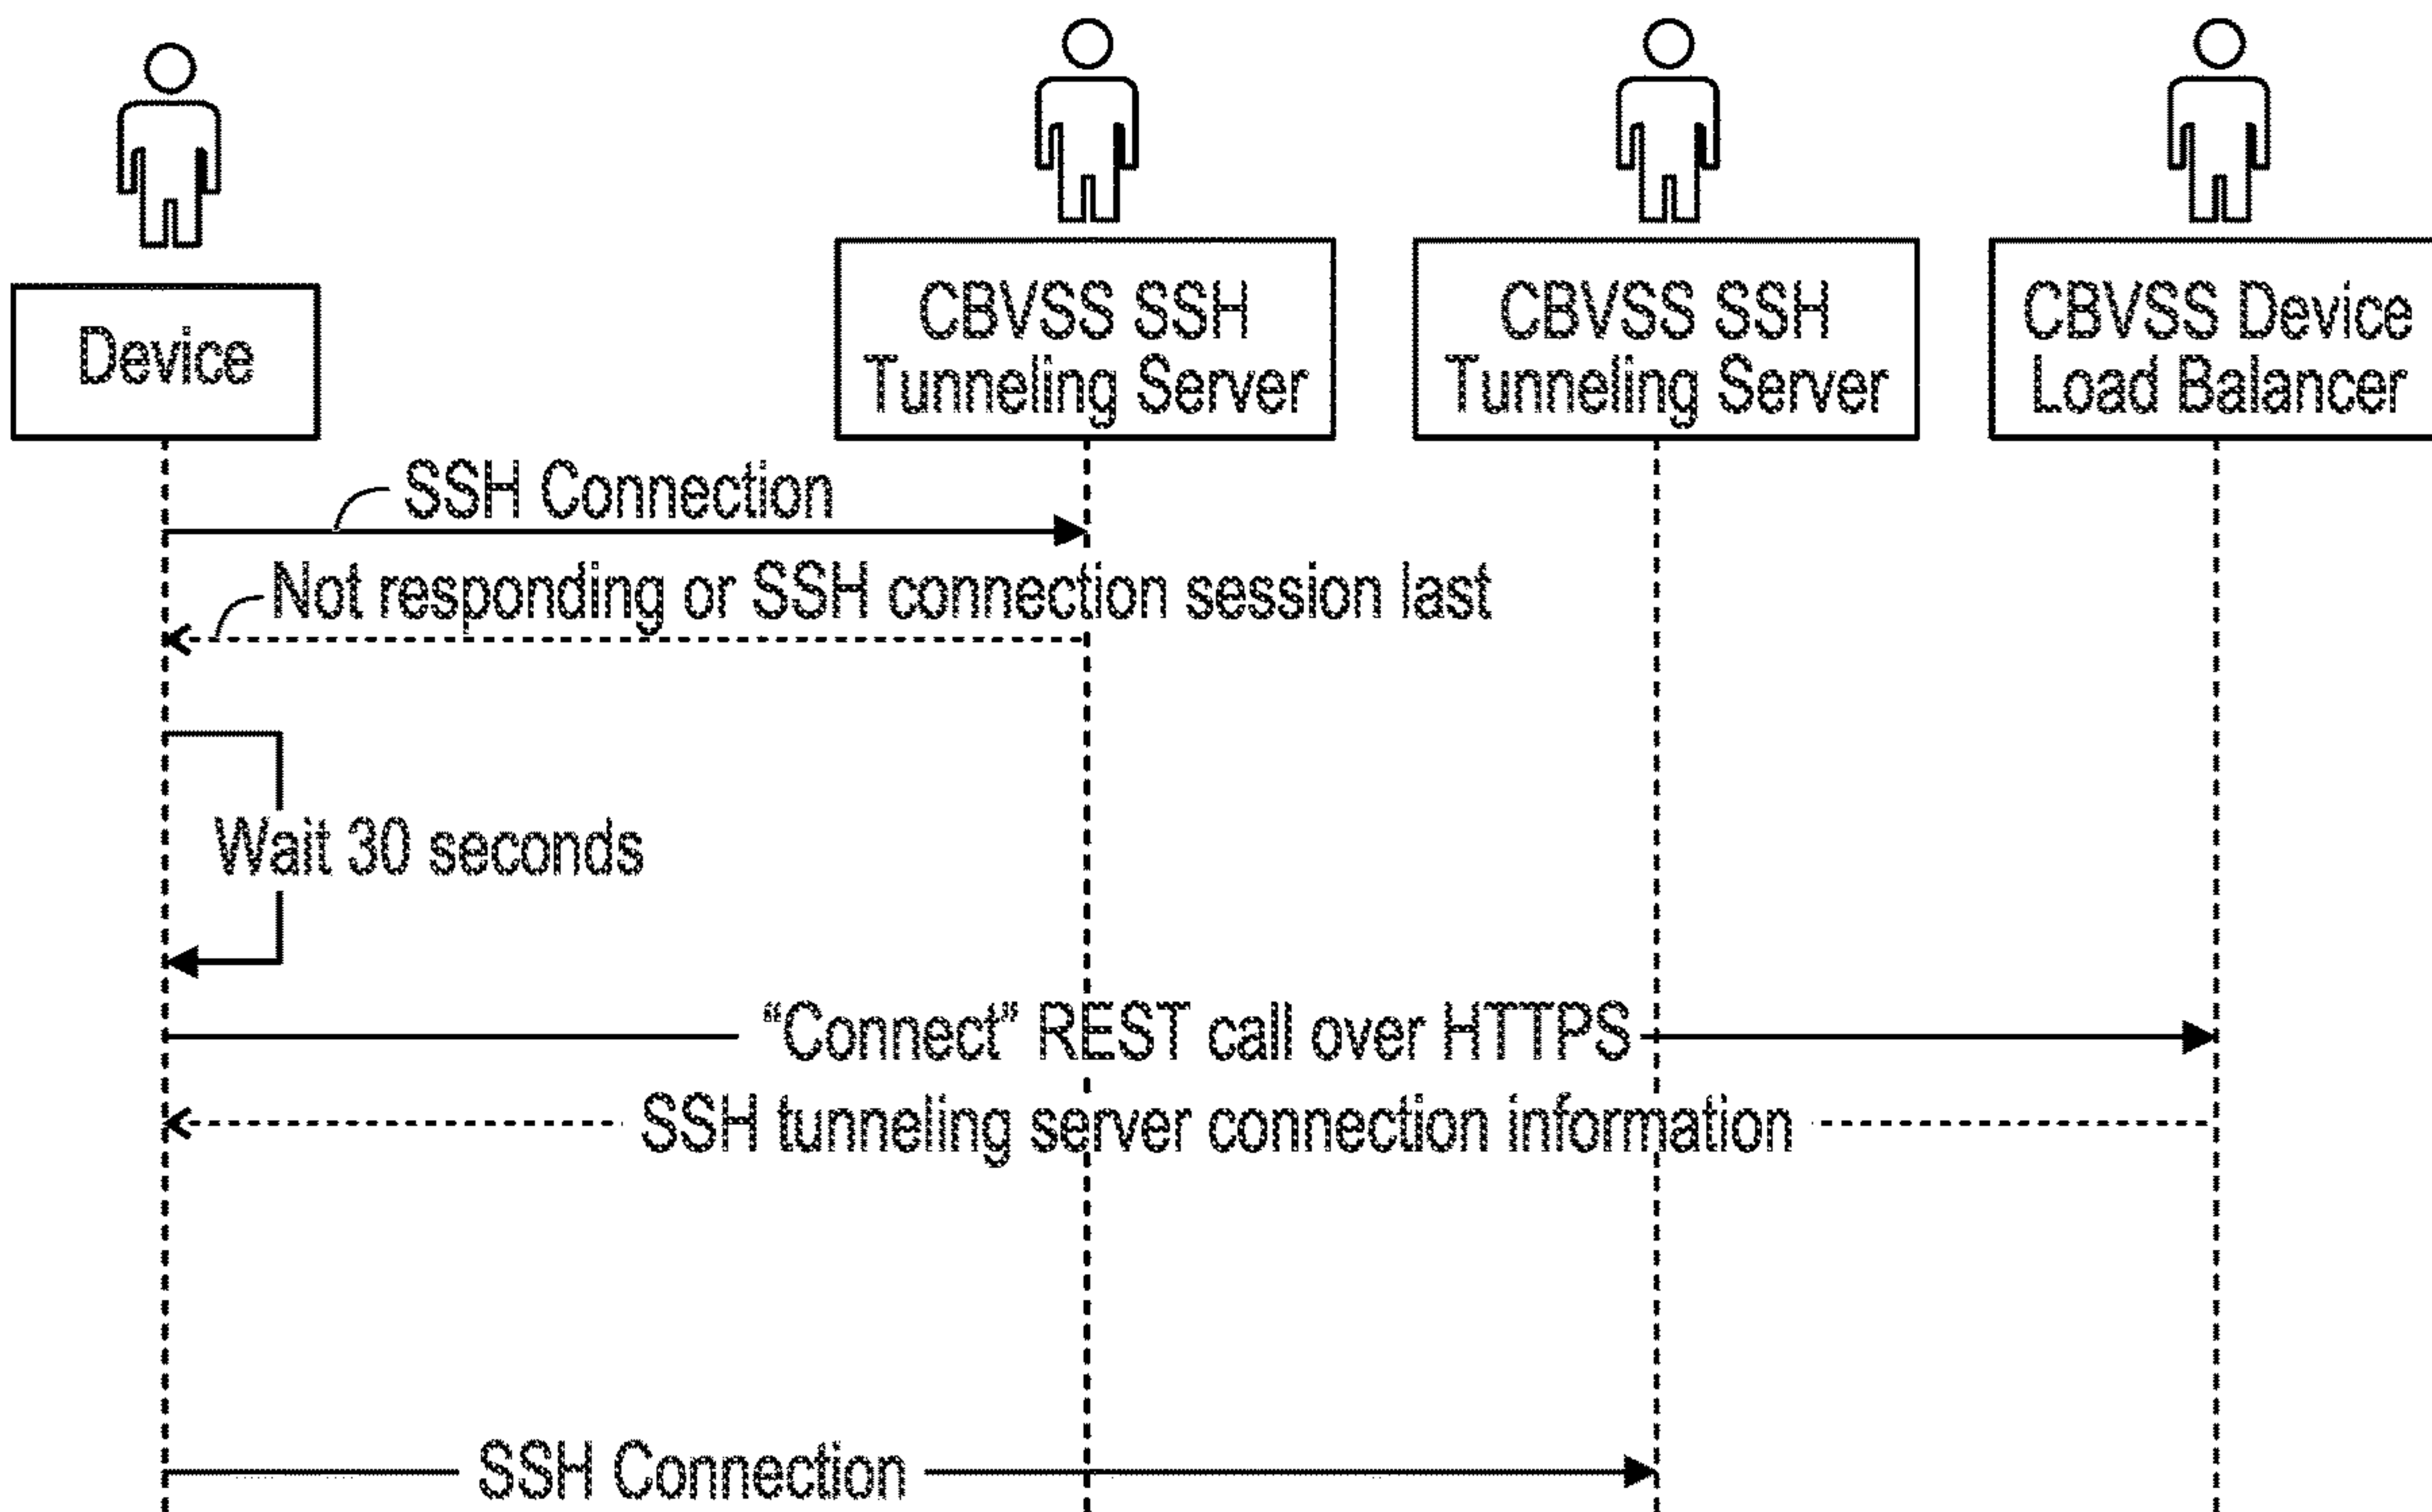 Device
CBVSS SSH
Tunneling Server
CBVSS SSH
Tunneling Server
CBVSS Device
Load Balancer
SSH Connection
Not responding or SSH connection session last
Wait 30 seconds
“Connect” REST call over HTTPS
SSH tunneling server connection information
SSH Connection